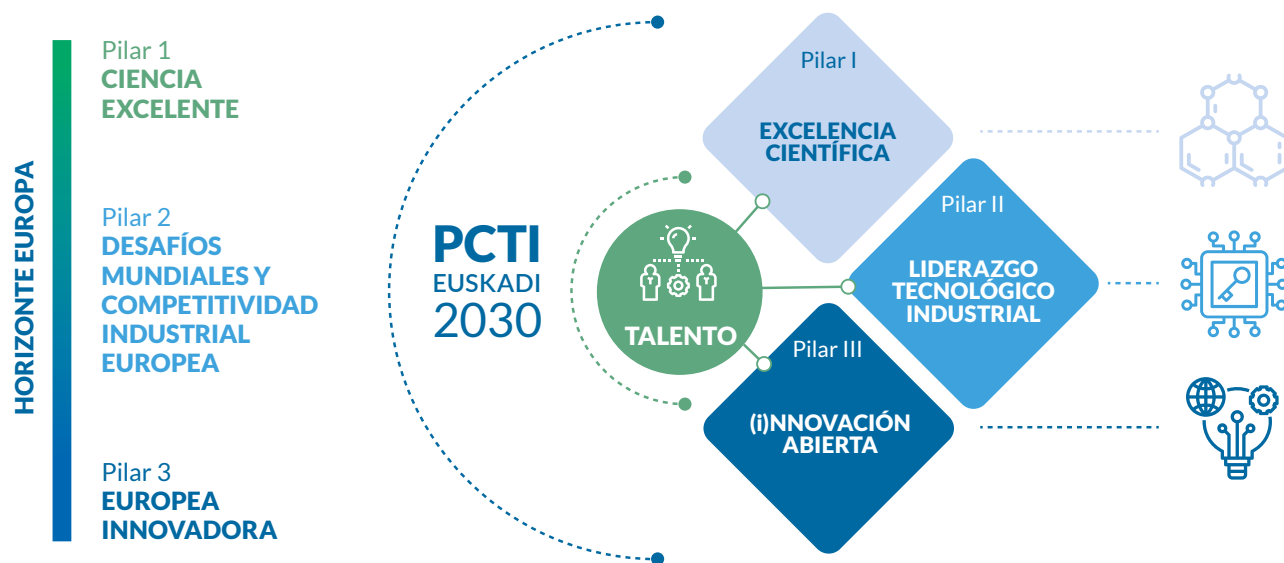 HORIZONTE EUROPA
Pilar 1
CIENCIA
EXCELENTE
Pilar 2
DESAFÍOS
MUNDIALES Y
COMPETITIVIDAD
INDUSTRIAL
EUROPEA
Pilar 3
EUROPEA
INNOVADORA
PCTI
EUSKADI
2030
TALENTO
Pilar I
EXCELENCIA
CIENTÍFICA
Pilar II
LIDERAZGO
TECNOLÓGICO
INDUSTRIAL
Pilar III
(i)NNOVACIÓN
ABIERTA